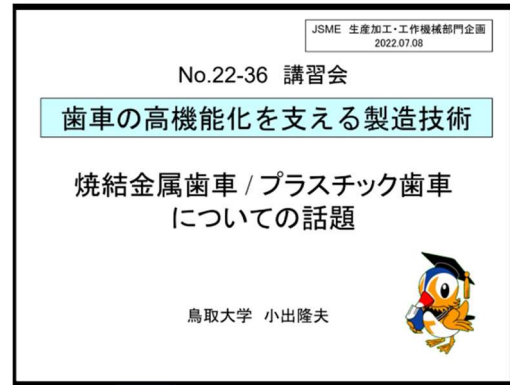 JSME 生産加工・工作機械部門企画
2022.07.08
No.22-36 講習会
歯車の高機能化を支える製造技術
焼結金属歯車 / プラスチック歯車
についての話題
鳥取大学 小出隆夫